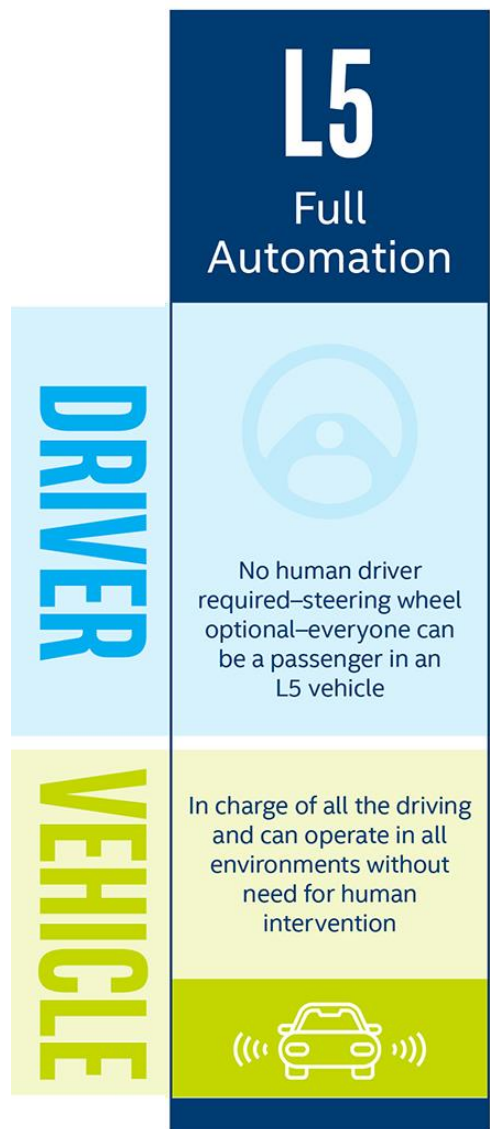 L5
Full
Automation
DRIVER
No human driver
required–steering wheel
optional–everyone can
be a passenger in an
L5 vehicle
VEHICLE
In charge of all the driving
and can operate in all
environments without
need for human
intervention